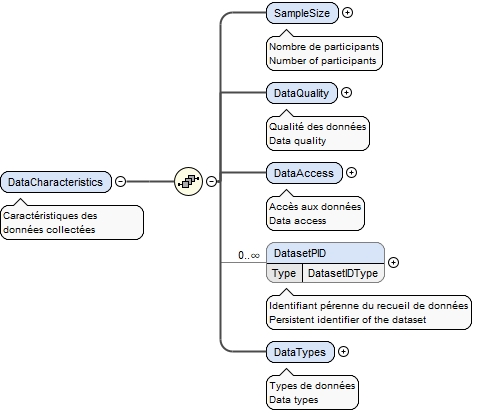 SampleSize
Nombre de participants
Number of participants
DataQuality
Qualité des données
Data quality
DataCharacteristics
Caractéristiques des
données collectées
DataAccess
Accès aux données
Data access
0..∞
DatasetPID
Type DatasetIDType
Identifiant pérenne du recueil de données
Persistent identifier of the dataset
DataTypes
Types de données
Data types